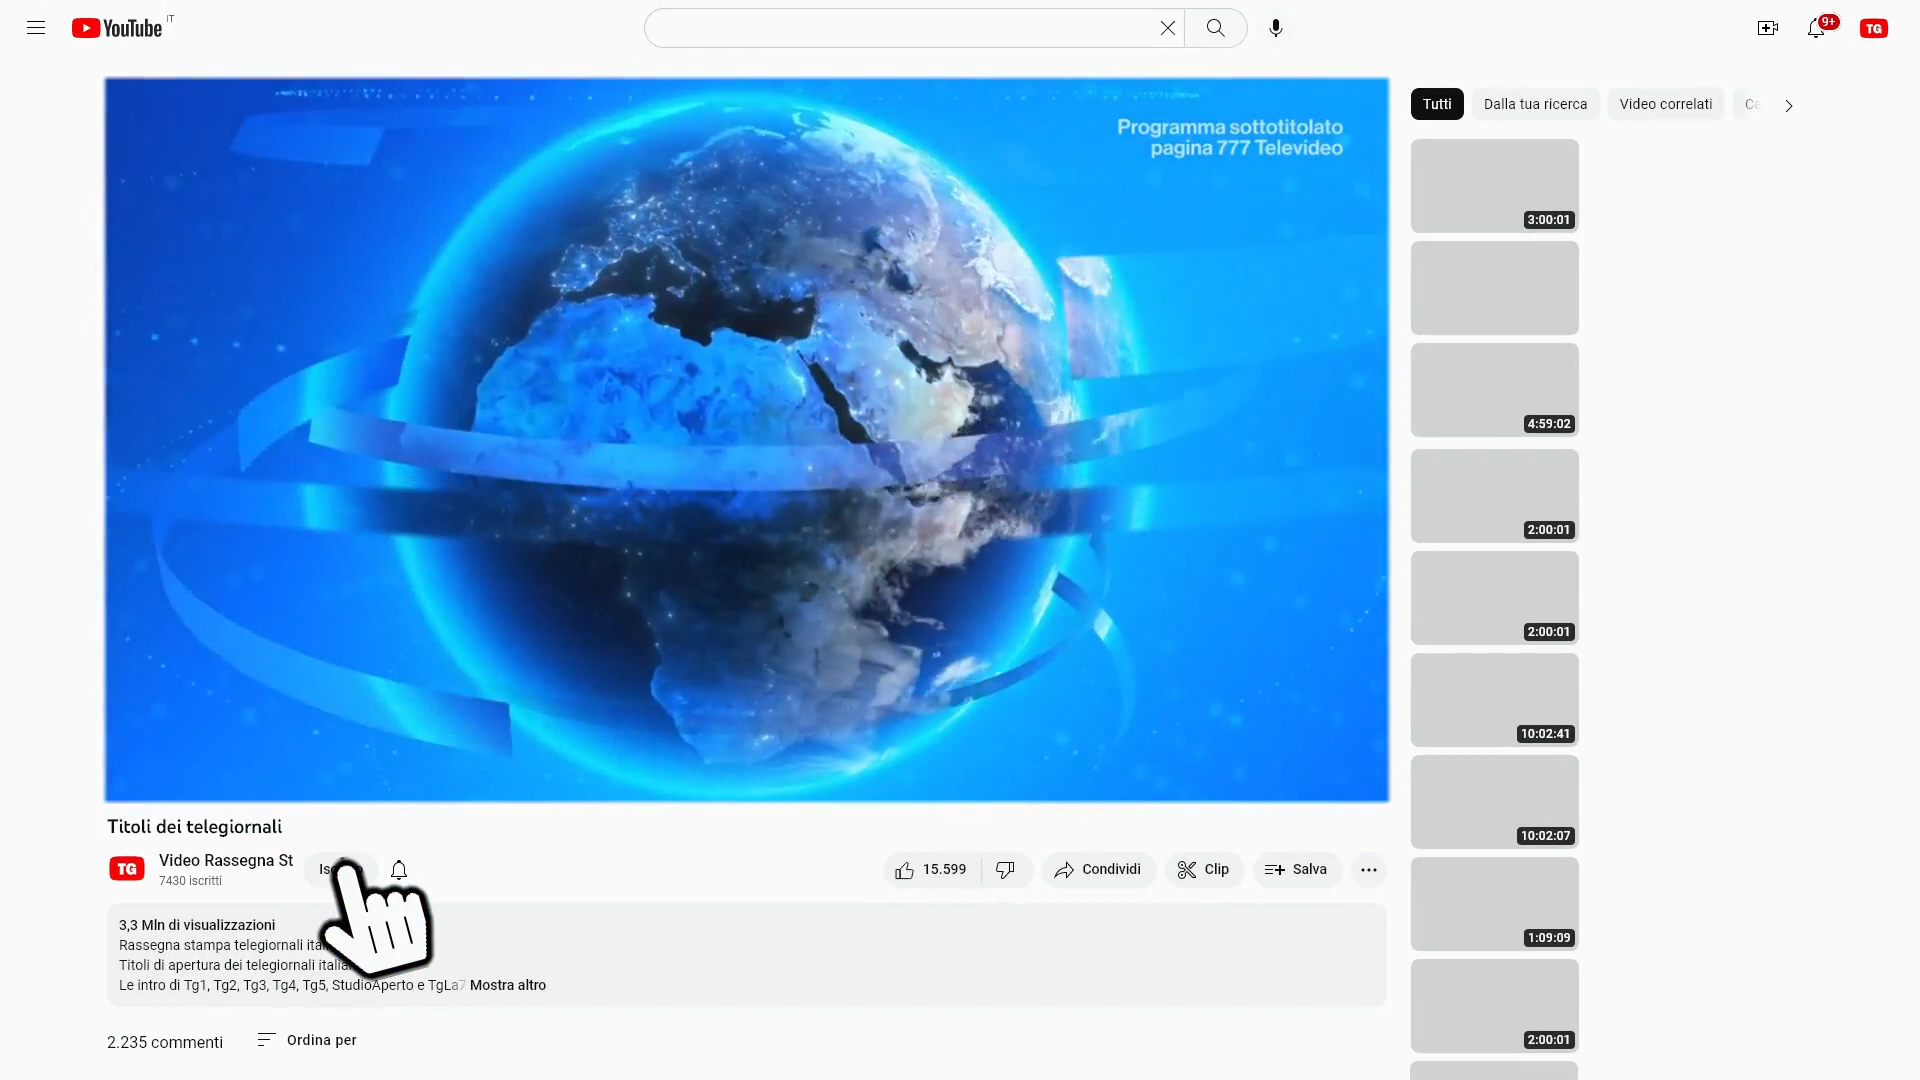 YouTube IT
9+
TG
Programma sottotitolato
pagina 777 Televideo
Tutti
Dalla tua ricerca
Video correlati
3:00:01
4:59:02
2:00:01
2:00:01
10:02:41
10:02:07
1:09:09
2:00:01
Titoli dei telegiornali
TG
Video Rassegna St
7430 iscritti
15.599
Condividi
Clip
Salva
3,3 Mln di visualizzazioni
Rassegna stampa telegiornali
Titoli di apertura dei telegiornali
Le intro di Tg1, Tg2, Tg3, Tg4, Tg5, StudioAperto e TgLa7 Mostra altro
2.235 commenti
Ordina per